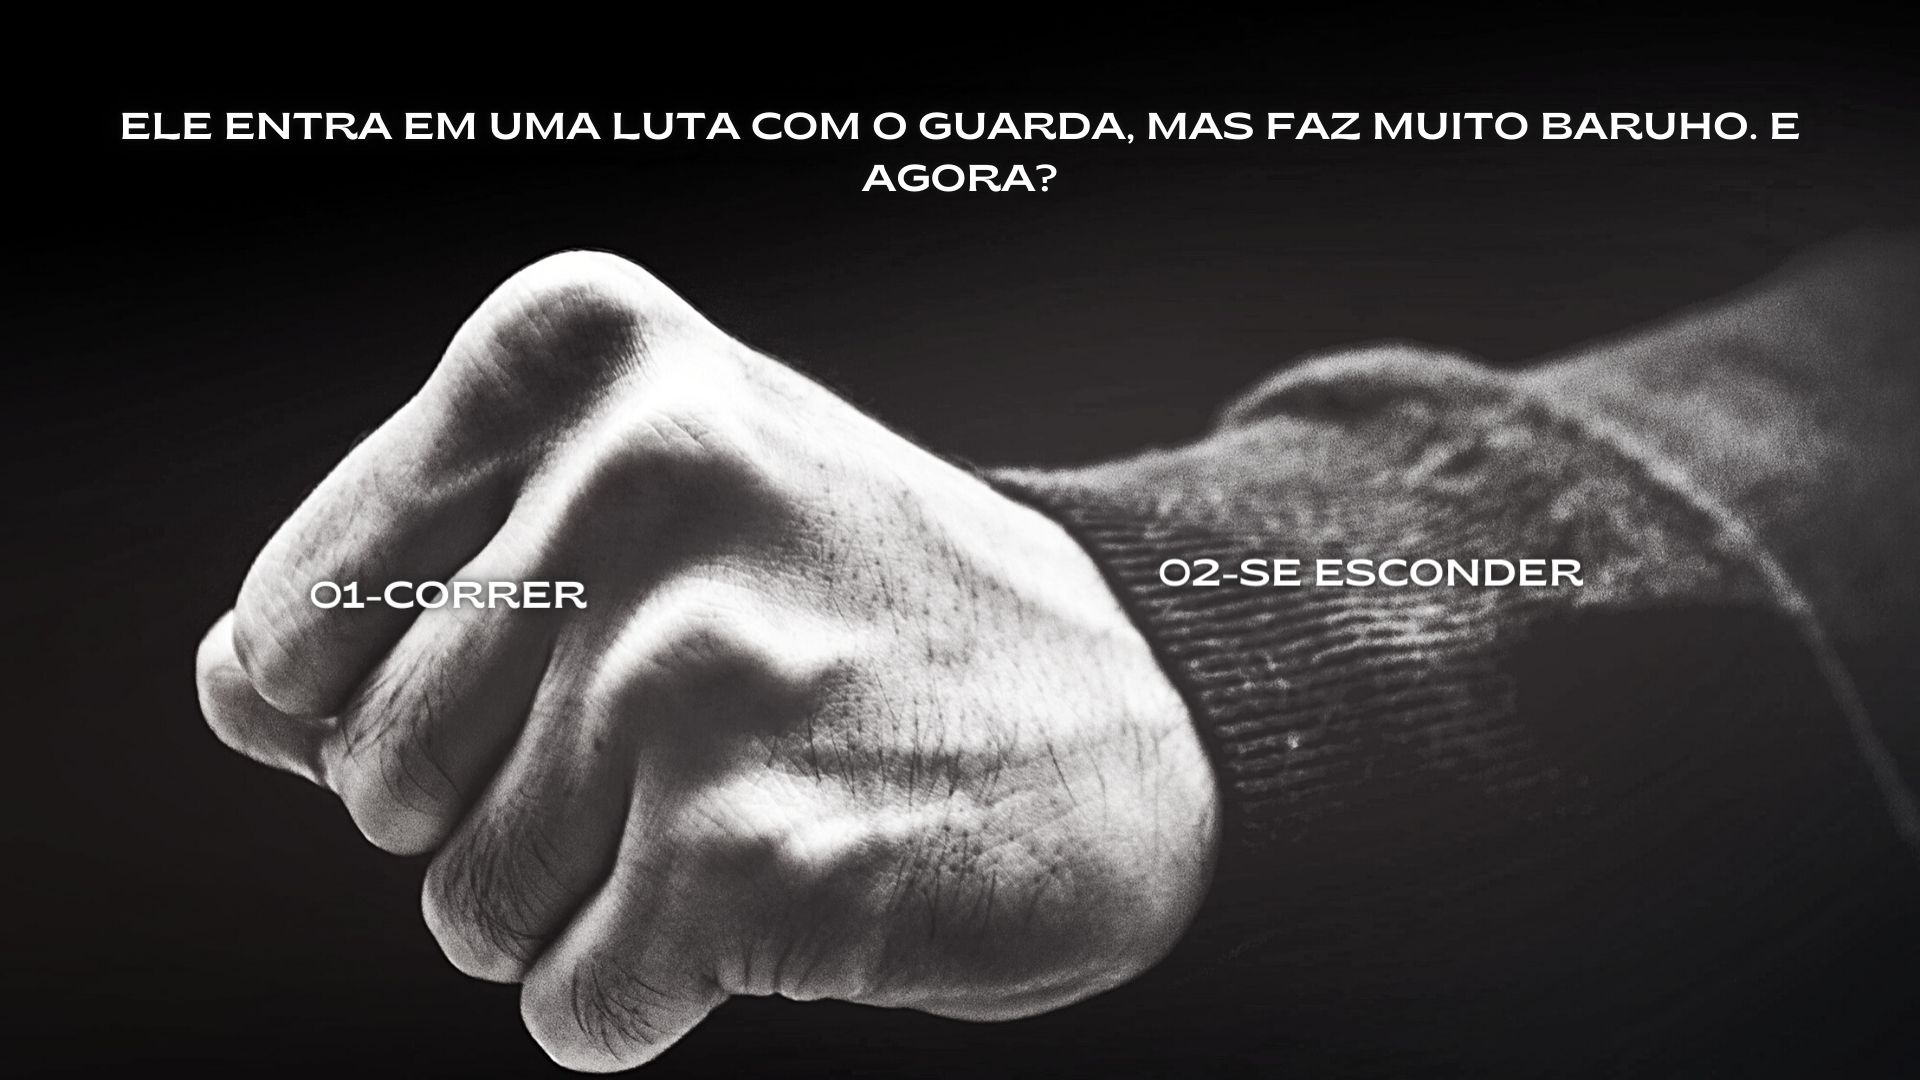 ELE ENTRA EM UMA LUTA COM O GUARDA, MAS FAZ MUITO BARUHO. E
AGORA?
01-CORRER
02-SE ESCONDER